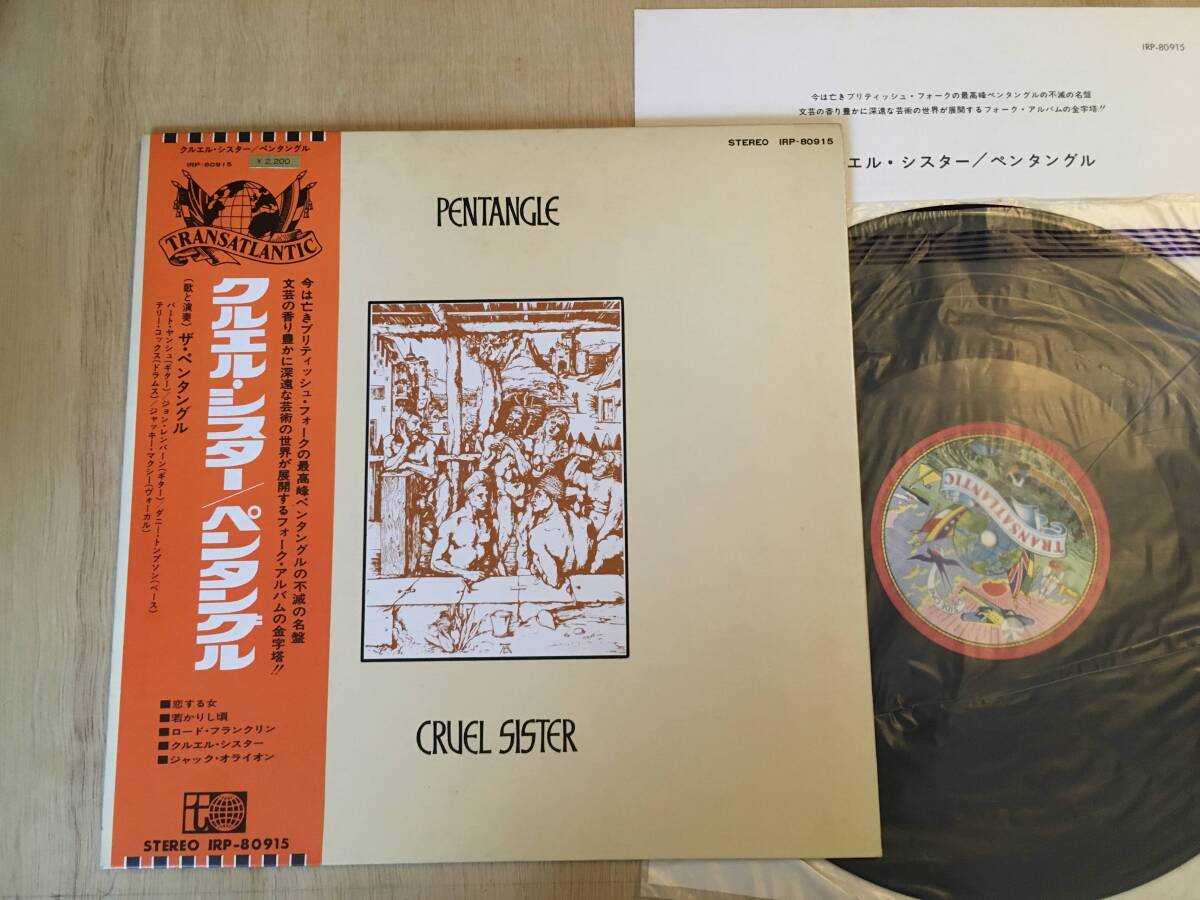 クルエル・シスター/ペンタングル
IRP-80915
¥2,200
TRANSATLANTIC
クルエル・シスター/ペンタングル
今は亡きブリティッシュ・フォークの最高峰ペンタングルの不滅の名盤
文芸の香り豊かに深遠な芸術の世界が展開するフォーク・アルバムの金字塔!!
(歌と演奏)ザ・ペンタングル
バート・ヤンシュ(ギター)/ジョン・レンバーン(ギター)/ダニー・トンプソン(ベース)
テリー・コックス(ドラムス)/ジャッキー・マクシー(ヴォーカル)
■恋する女
■若かりし頃
■ロード・フランクリン
■クルエル・シスター
■ジャック・オライオン
it
STEREO IRP-80915
STEREO IRP-80915
PENTANGLE
CRUEL SISTER
IRP-80915
今は亡きブリティッシュ・フォークの最高峰ペンタングルの不滅の名盤
文芸の香り豊かに深遠な芸術の世界が展開するフォーク・アルバムの金字塔!!
エル・シスター/ペンタングル
TRANSATLANTIC